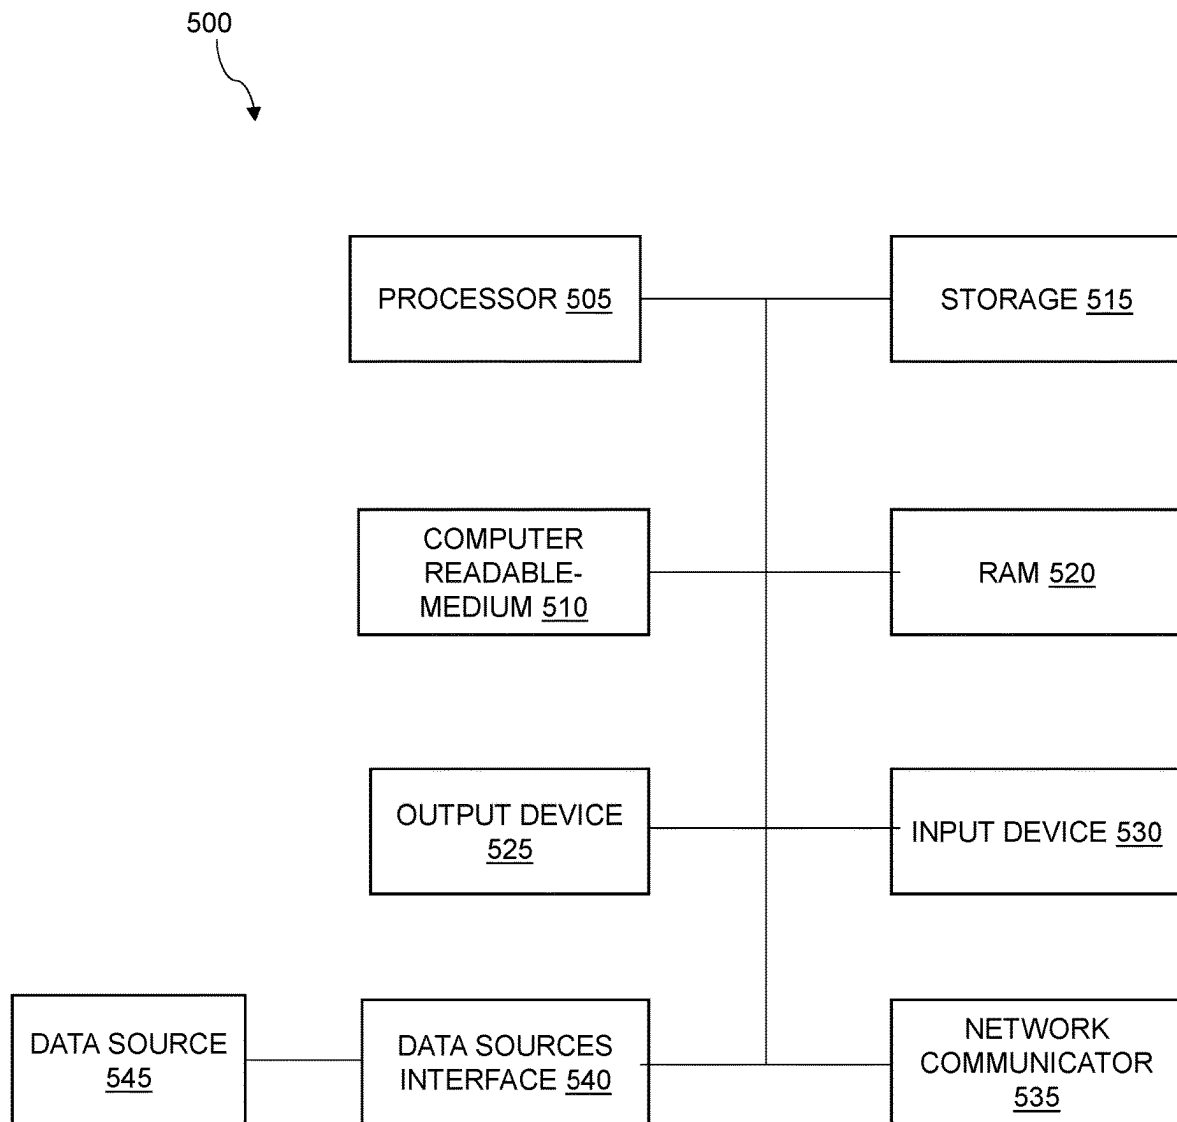 500
PROCESSOR 505
STORAGE 515
COMPUTER
READABLE-
MEDIUM 510
RAM 520
OUTPUT DEVICE
525
INPUT DEVICE 530
DATA SOURCE
545
DATA SOURCES
INTERFACE 540
NETWORK
COMMUNICATOR
535